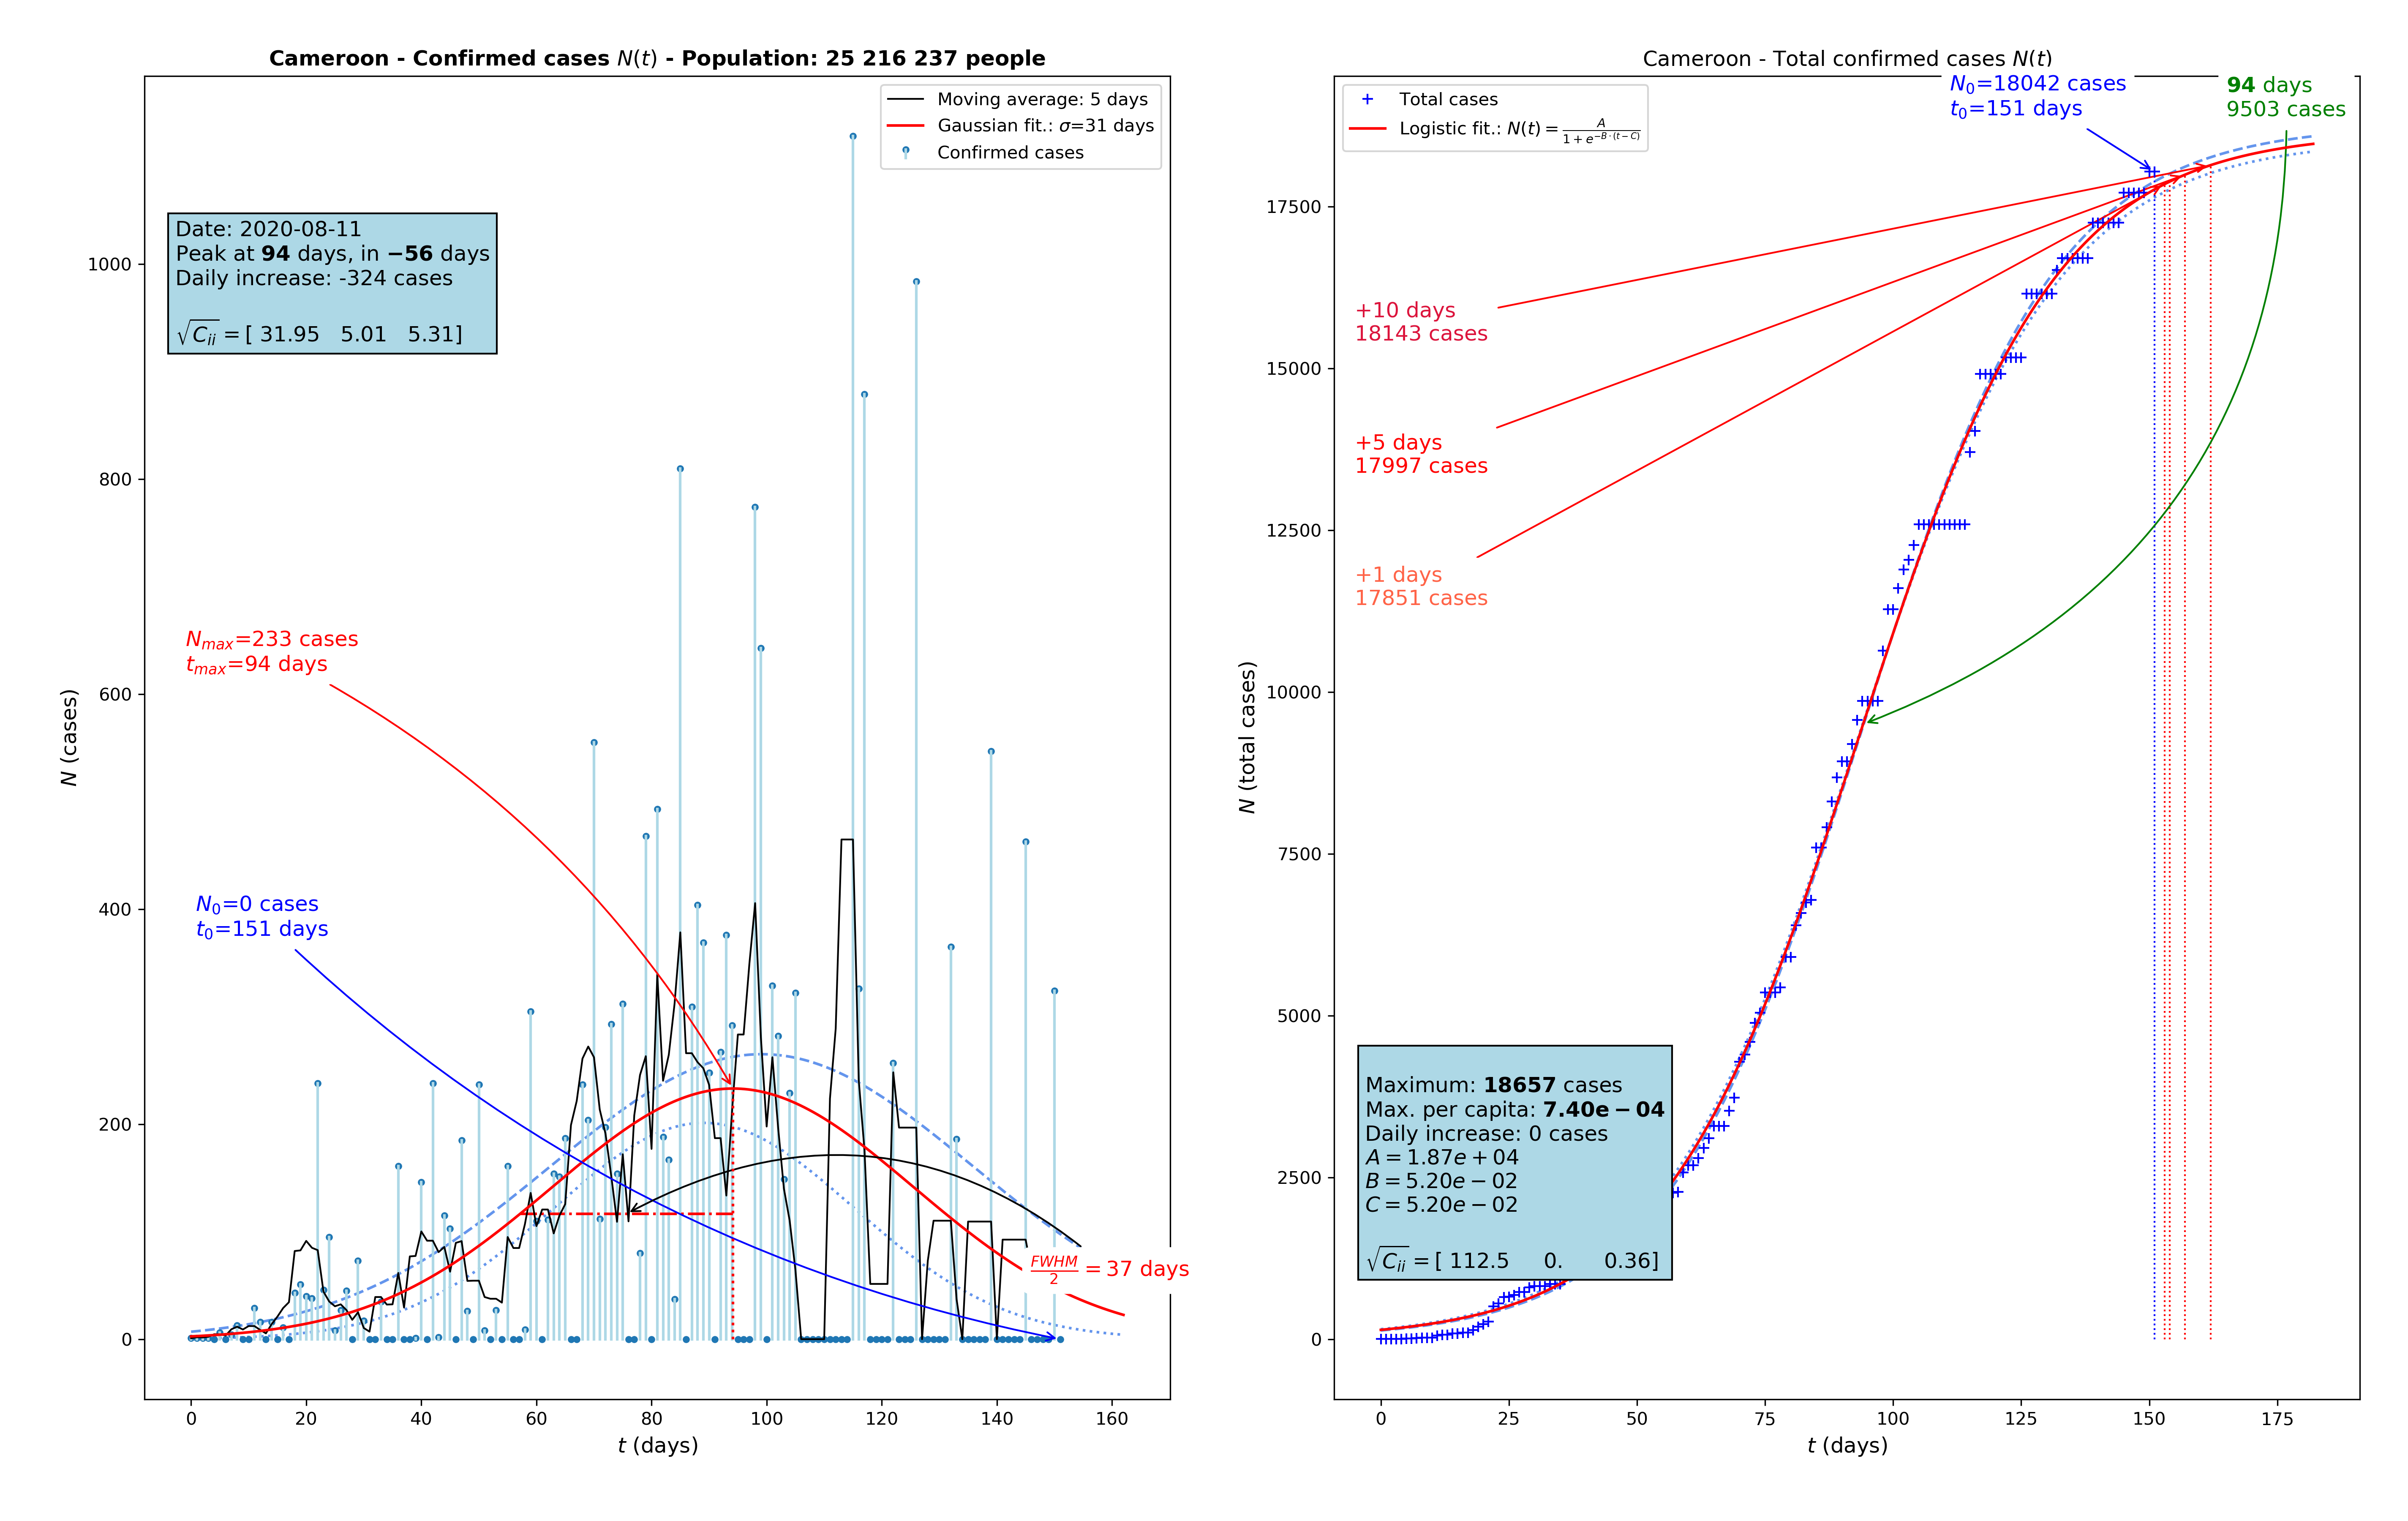 Cameroon - Confirmed cases N(t) - Population: 25 216 237 people
Moving average: 5 days
Gaussian fit.: σ=31 days
Confirmed cases
Date: 2020-08-11
Peak at 94 days, in −56 days
Daily increase: -324 cases
√C_ii = [ 31.95 5.01 5.31]
N_max=233 cases
t_max=94 days
N_0=0 cases
t_0=151 days
FWHM/2 = 37 days
1000
800
600
400
200
0
N (cases)
0 20 40 60 80 100 120 140 160
t (days)
Cameroon - Total confirmed cases N(t)
Total cases
Logistic fit.: N(t) = A/(1 + e^{−B·(t−C)})
N_0=18042 cases
t_0=151 days
94 days
9503 cases
+10 days
18143 cases
+5 days
17997 cases
+1 days
17851 cases
Maximum: 18657 cases
Max. per capita: 7.40e − 04
Daily increase: 0 cases
A = 1.87e + 04
B = 5.20e − 02
C = 5.20e − 02
√C_ii = [ 112.5 0. 0.36]
17500
15000
12500
10000
7500
5000
2500
0
N (total cases)
0 25 50 75 100 125 150 175
t (days)